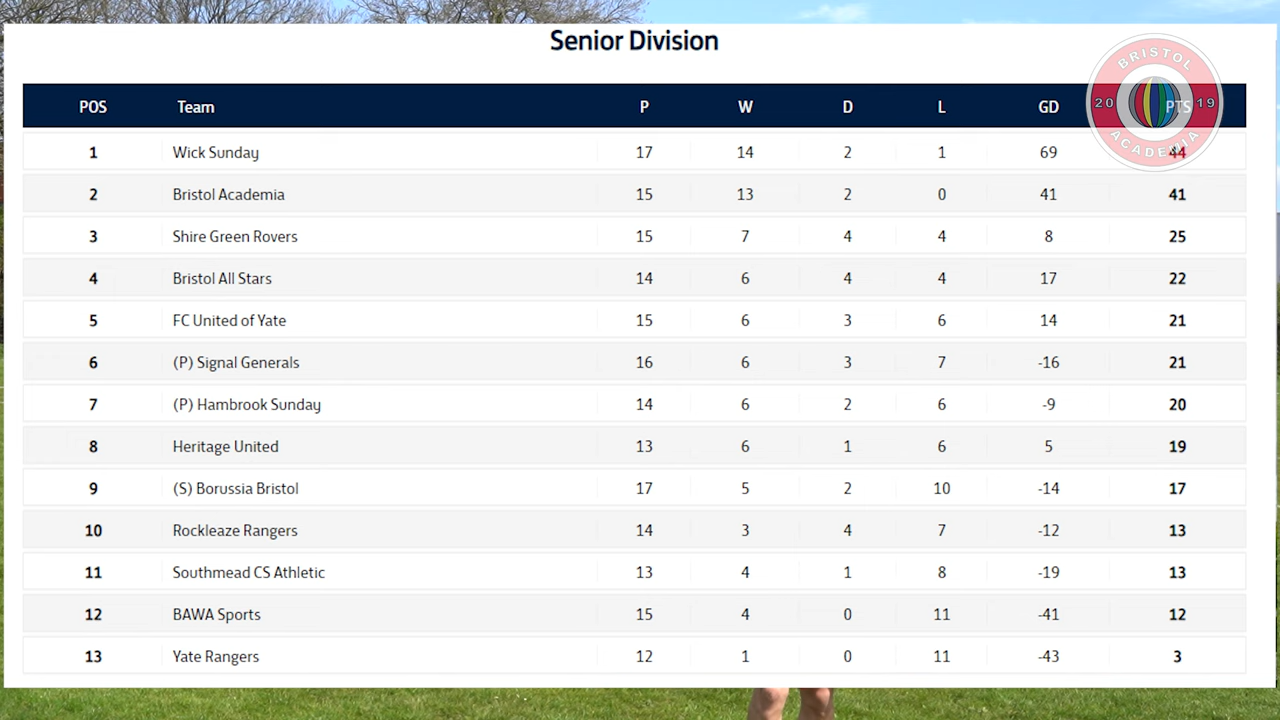 Senior Division
POS Team P W D L GD PTS
1 Wick Sunday 17 14 2 1 69 44
2 Bristol Academia 15 13 2 0 41 41
3 Shire Green Rovers 15 7 4 4 8 25
4 Bristol All Stars 14 6 4 4 17 22
5 FC United of Yate 15 6 3 6 14 21
6 (P) Signal Generals 16 6 3 7 -16 21
7 (P) Hambrook Sunday 14 6 2 6 -9 20
8 Heritage United 13 6 1 6 5 19
9 (S) Borussia Bristol 17 5 2 10 -14 17
10 Rockleaze Rangers 14 3 4 7 -12 13
11 Southmead CS Athletic 13 4 1 8 -19 13
12 BAWA Sports 15 4 0 11 -41 12
13 Yate Rangers 12 1 0 11 -43 3
BRISTOL
20 19
ACADEMIA